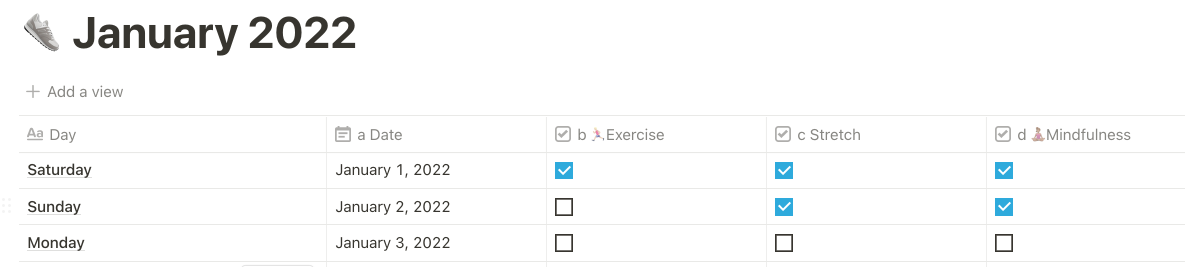 January 2022
Add a view
Aa Day a Date b Exercise c Stretch d Mindfulness
Saturday January 1, 2022
Sunday January 2, 2022
Monday January 3, 2022